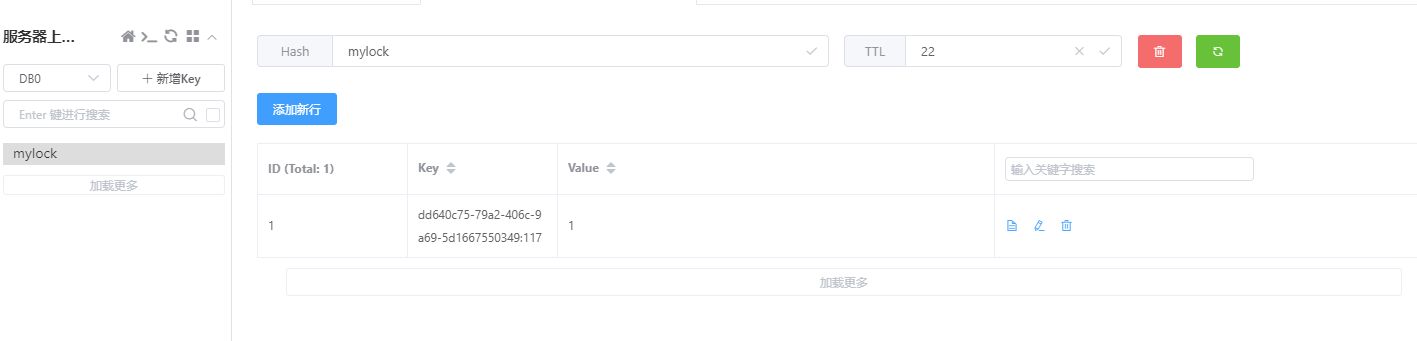 服务器上...
DB0
新增Key
Enter 键进行搜索
mylock
加载更多
Hash mylock TTL 22
添加新行
ID (Total: 1) Key Value 输入关键字搜索
1 dd640c75-79a2-406c-9 1
a69-5d1667550349:117
加载更多